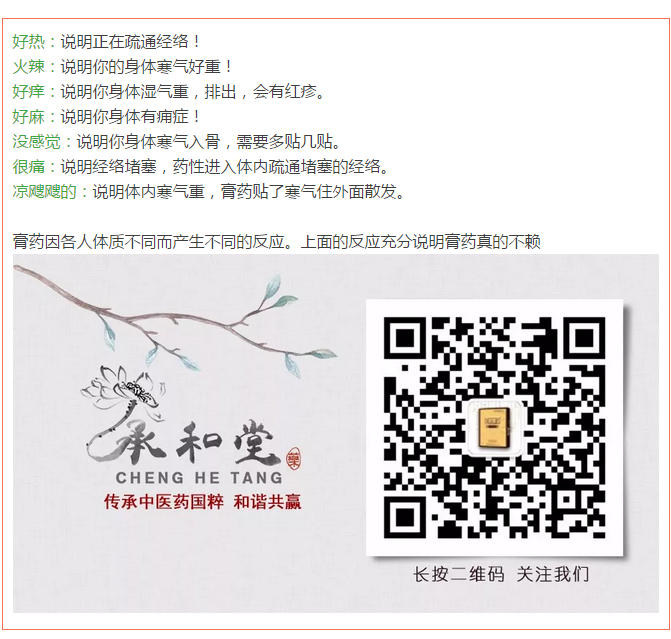 好热：说明正在疏通经络！
火辣：说明你的身体寒气好重！
好痒：说明你身体湿气重，排出，会有红疹。
好麻：说明你身体有痈症！
没感觉：说明你身体寒气入骨，需要多贴几贴。
很痛：说明经络堵塞，药性进入体内疏通堵塞的经络。
凉飕飕的：说明体内寒气重，膏药贴了寒气住外面散发。
膏药因各人体质不同而产生不同的反应。上面的反应充分说明膏药真的不赖
承和堂
CHENG HE TANG
传承中医药国粹 和谐共赢
长按二维码 关注我们